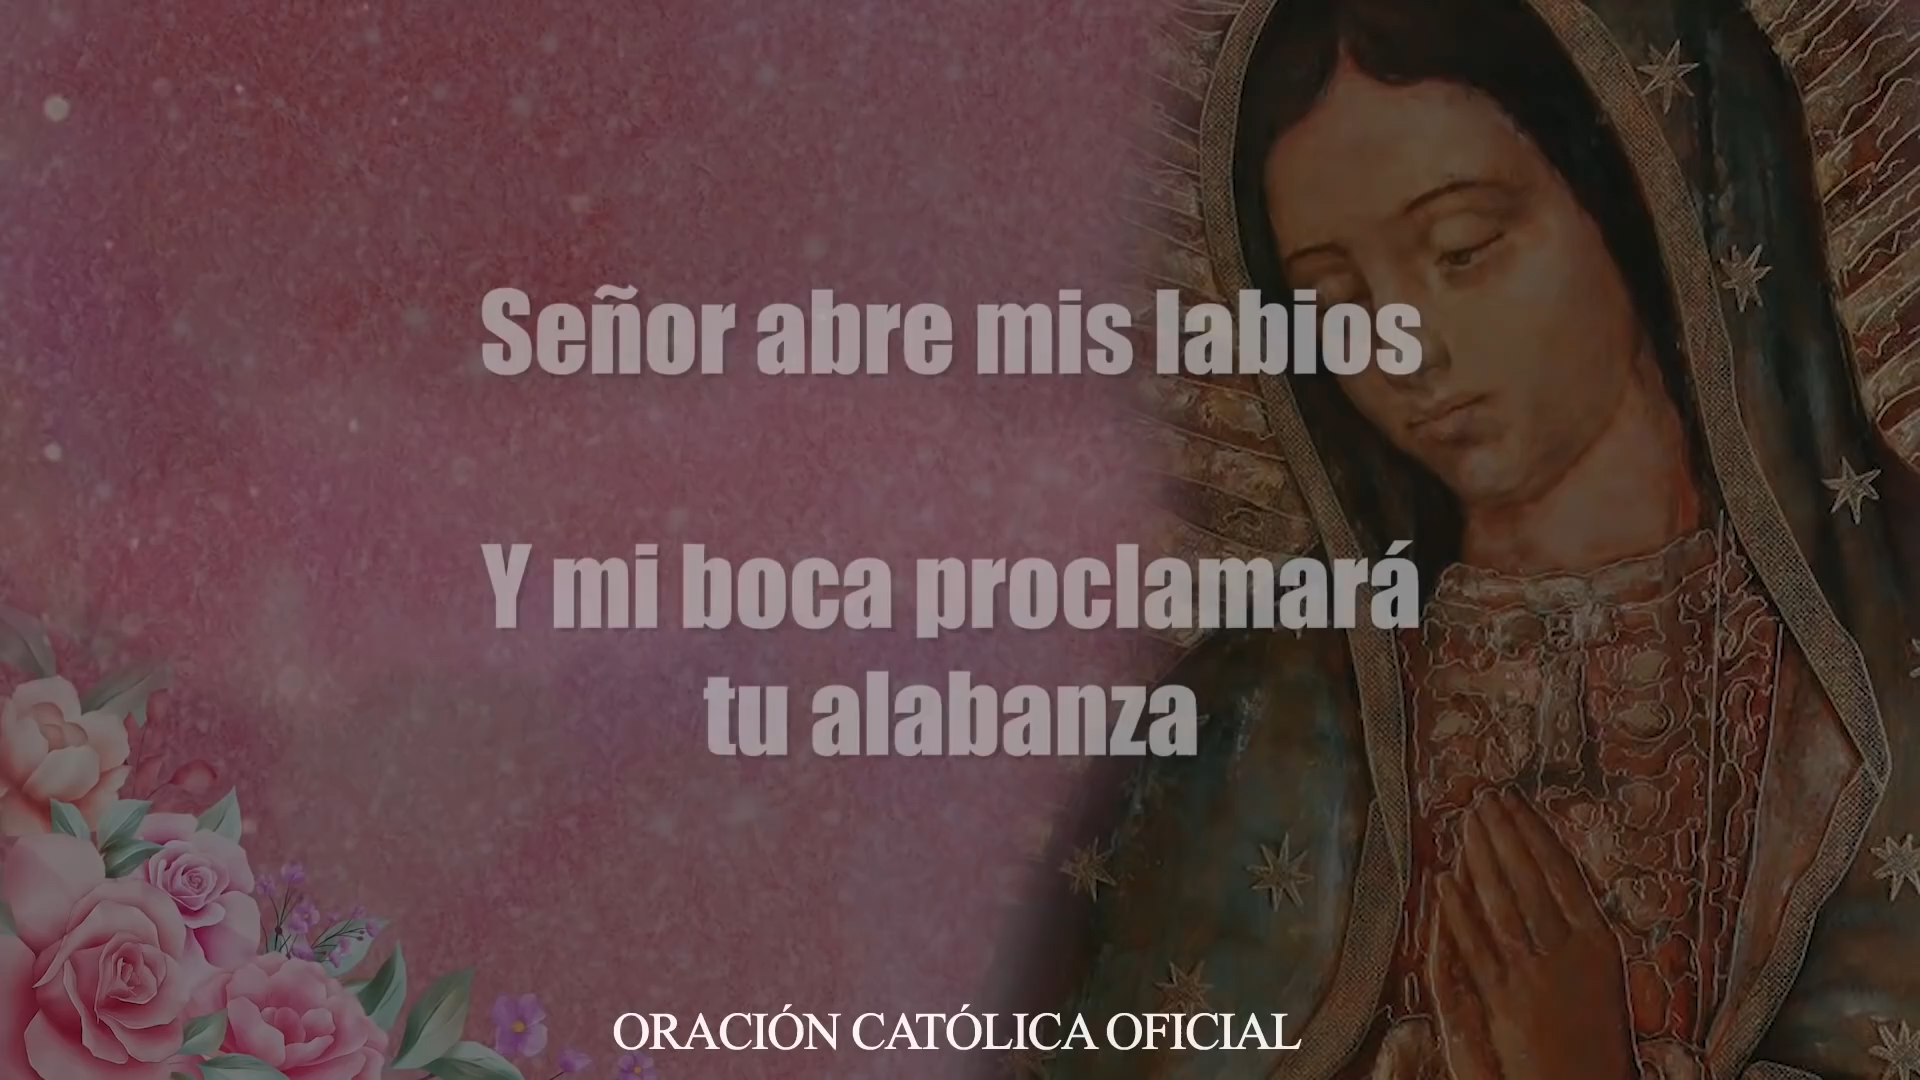 Señor abre mis labios
Y mi boca proclamará
tu alabanza
ORACIÓN CATÓLICA OFICIAL